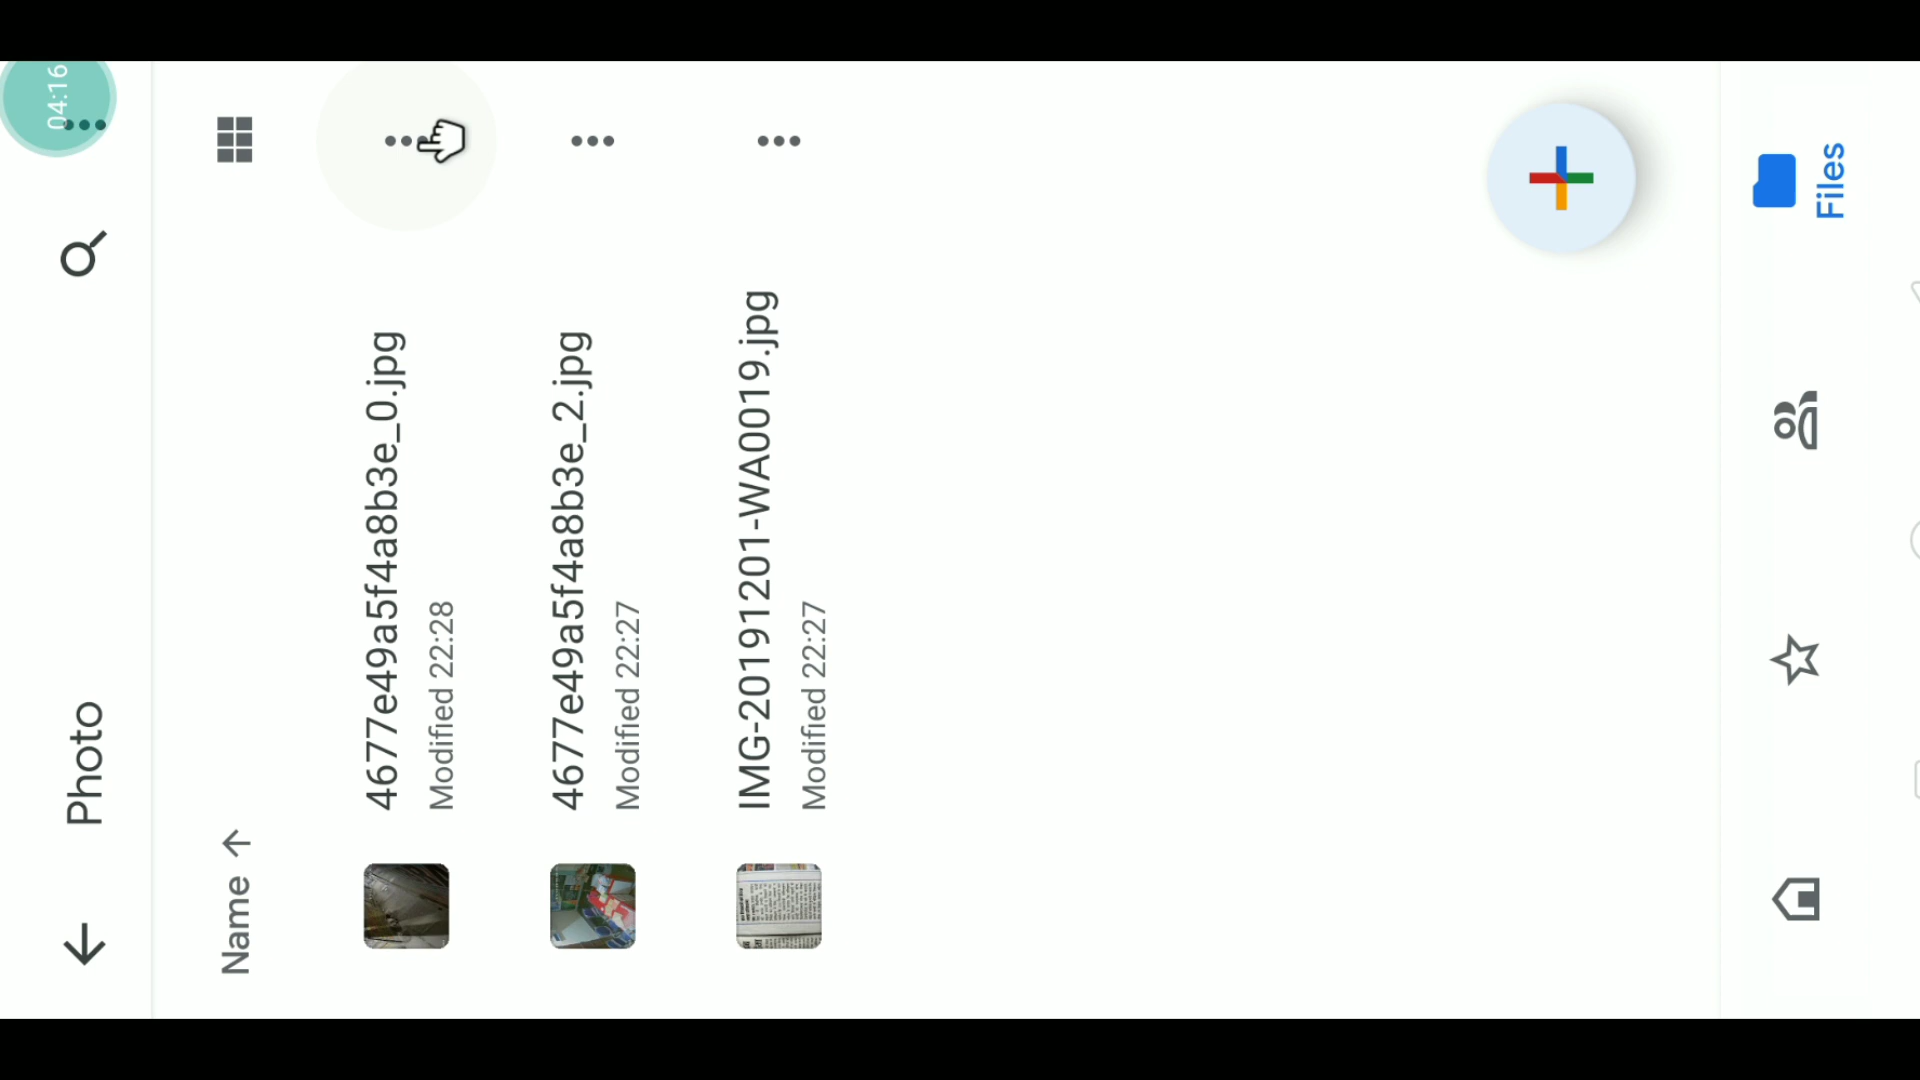 04:16
Photo
Name
4677e49a5f4a8b3e_0.jpg
Modified 22:28
4677e49a5f4a8b3e_2.jpg
Modified 22:27
IMG-20191201-WA0019.jpg
Modified 22:27
Files